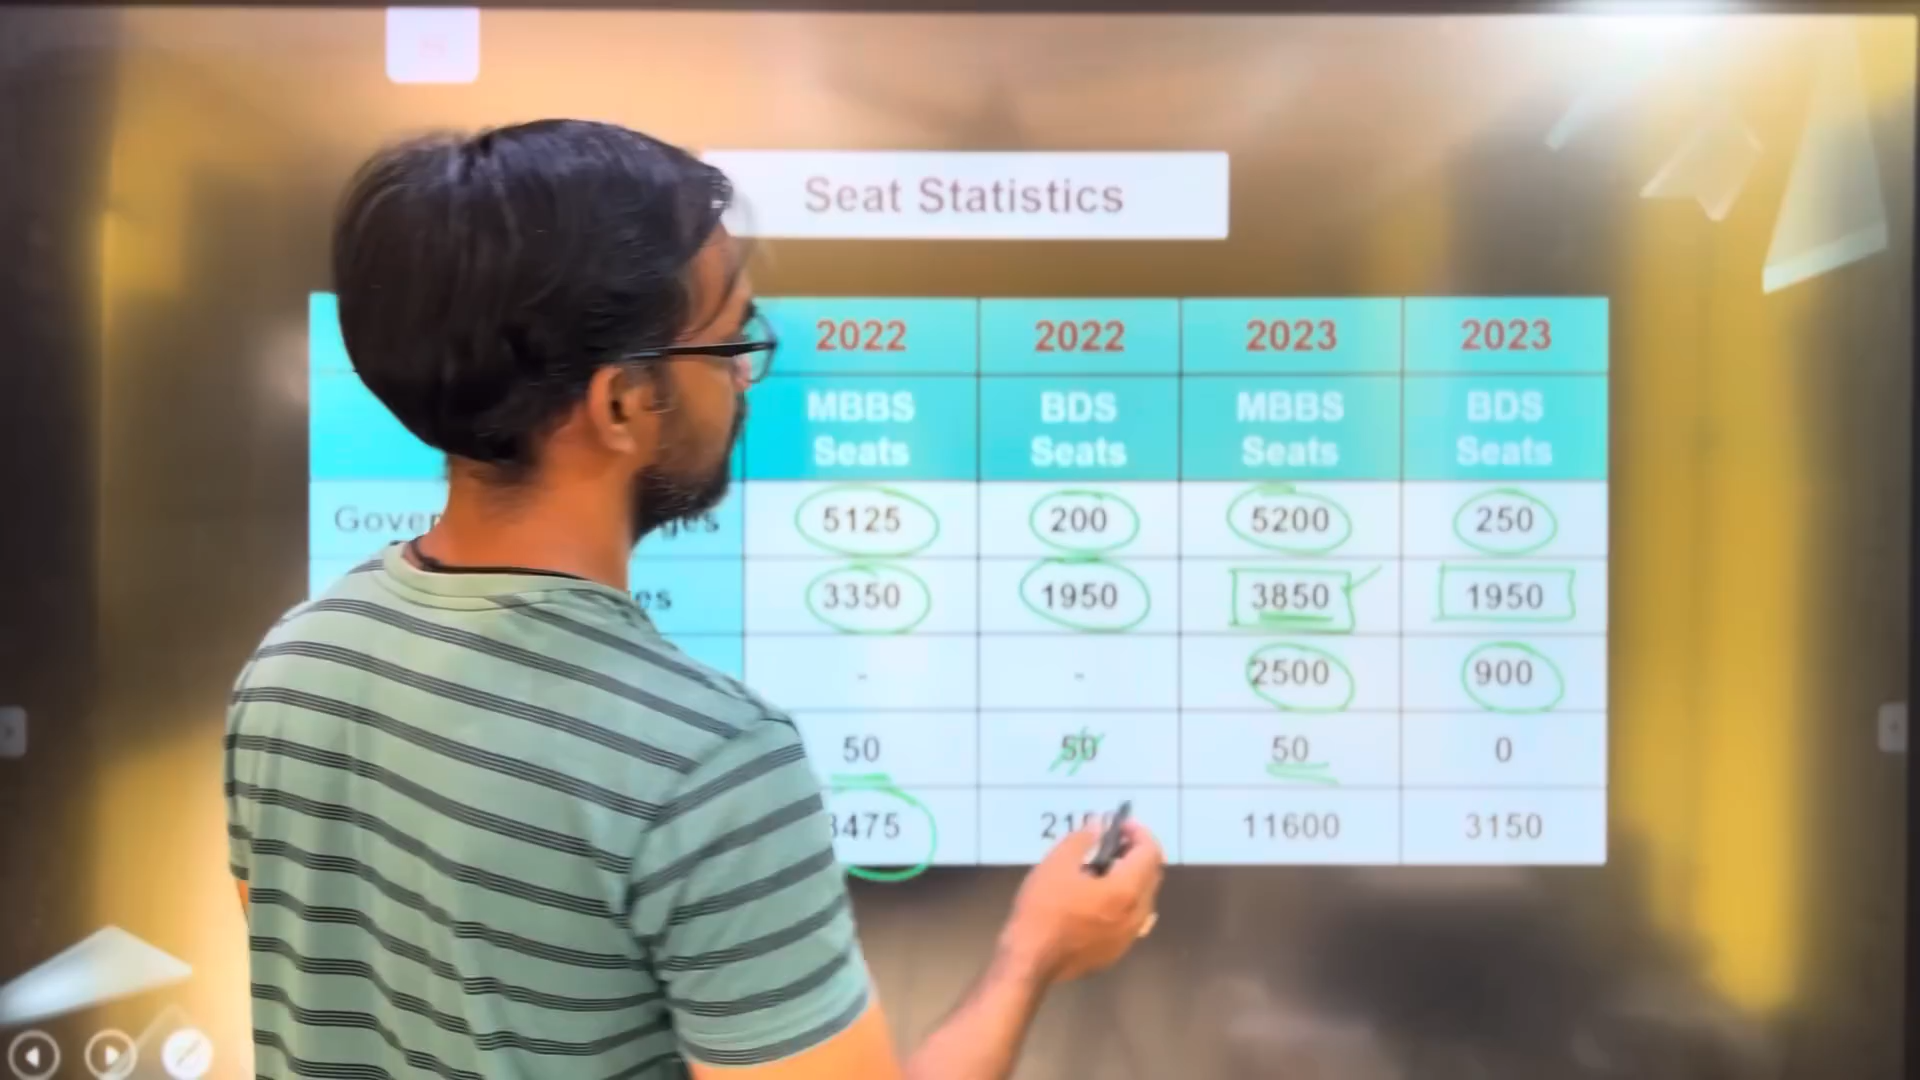 Seat Statistics
2022 2022 2023 2023
MBBS Seats BDS Seats MBBS Seats BDS Seats
5125 200 5200 250
3350 1950 3850 1950
- - 2500 900
50 50 50 0
11600 3150